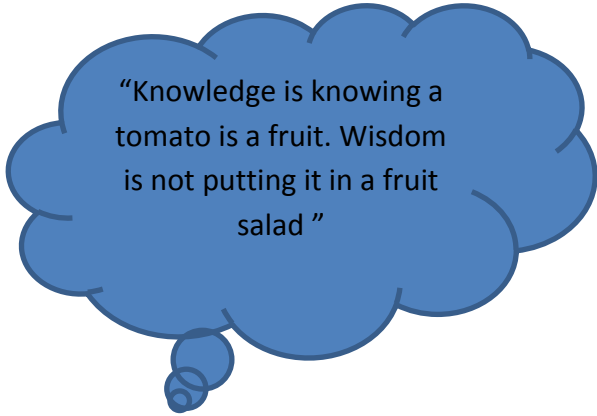 “Knowledge is knowing a
tomato is a fruit. Wisdom
is not putting it in a fruit
salad ”